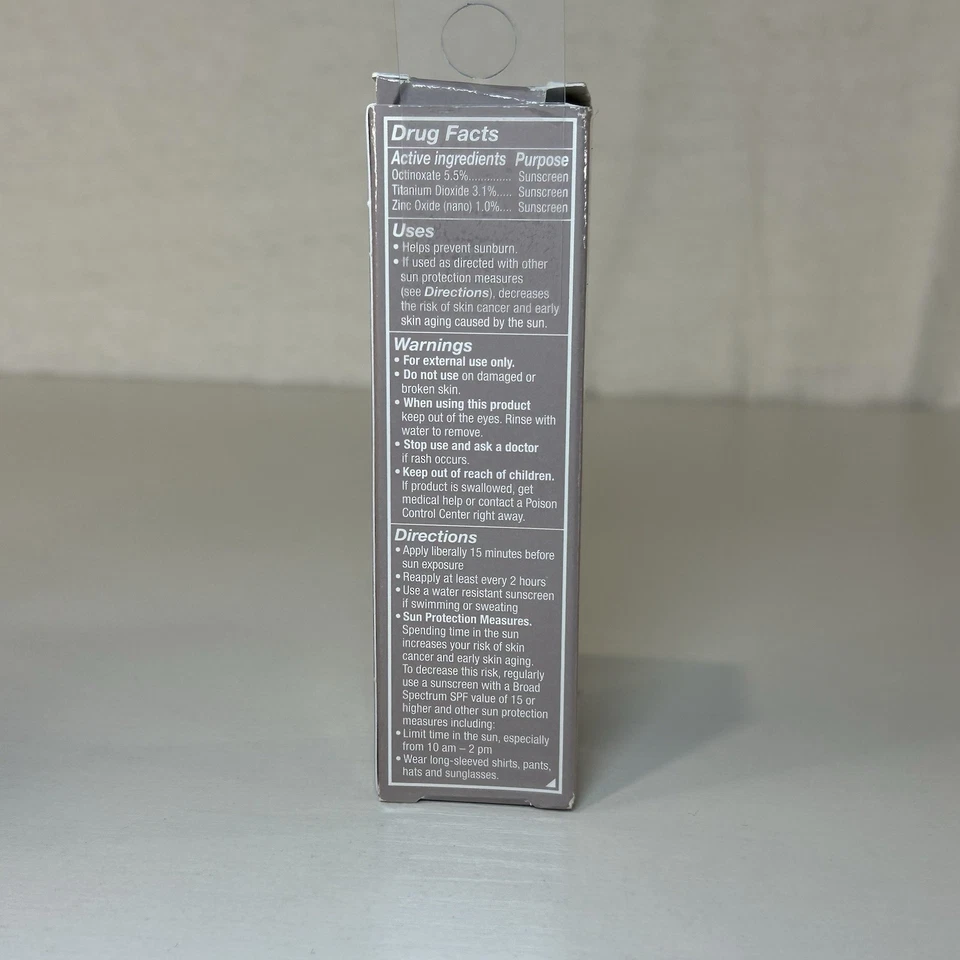 Drug Facts
Active ingredients Purpose
Octinoxate 5.5%.............. Sunscreen
Titanium Dioxide 3.1%..... Sunscreen
Zinc Oxide (nano) 1.0%.... Sunscreen
Uses
• Helps prevent sunburn.
• If used as directed with other
sun protection measures
(see Directions), decreases
the risk of skin cancer and early
skin aging caused by the sun.
Warnings
• For external use only.
• Do not use on damaged or
broken skin.
• When using this product
keep out of the eyes. Rinse with
water to remove.
• Stop use and ask a doctor
if rash occurs.
• Keep out of reach of children.
If product is swallowed, get
medical help or contact a Poison
Control Center right away.
Directions
• Apply liberally 15 minutes before
sun exposure
• Reapply at least every 2 hours
• Use a water resistant sunscreen
if swimming or sweating
• Sun Protection Measures.
Spending time in the sun
increases your risk of skin
cancer and early skin aging.
To decrease this risk, regularly
use a sunscreen with a Broad
Spectrum SPF value of 15 or
higher and other sun protection
measures including:
• Limit time in the sun, especially
from 10 am – 2 pm
• Wear long-sleeved shirts, pants,
hats and sunglasses.